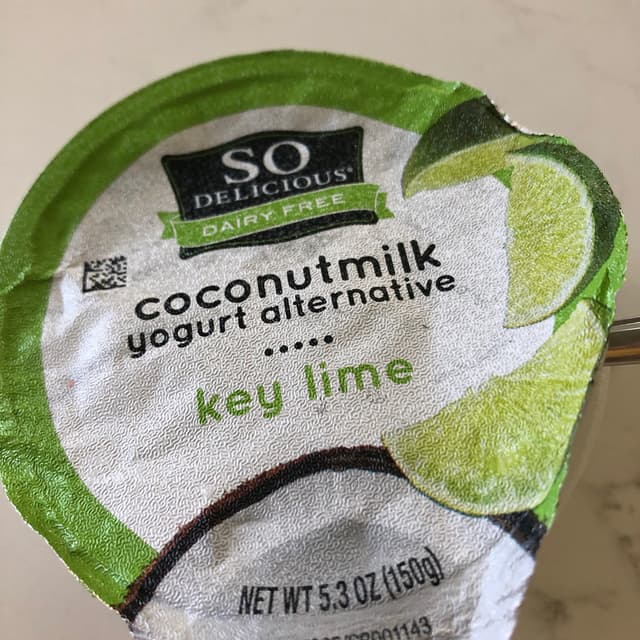 SO
DELICIOUS®
DAIRY FREE
coconutmilk
yogurt alternative
key lime
NET WT 5.3 OZ (150g)